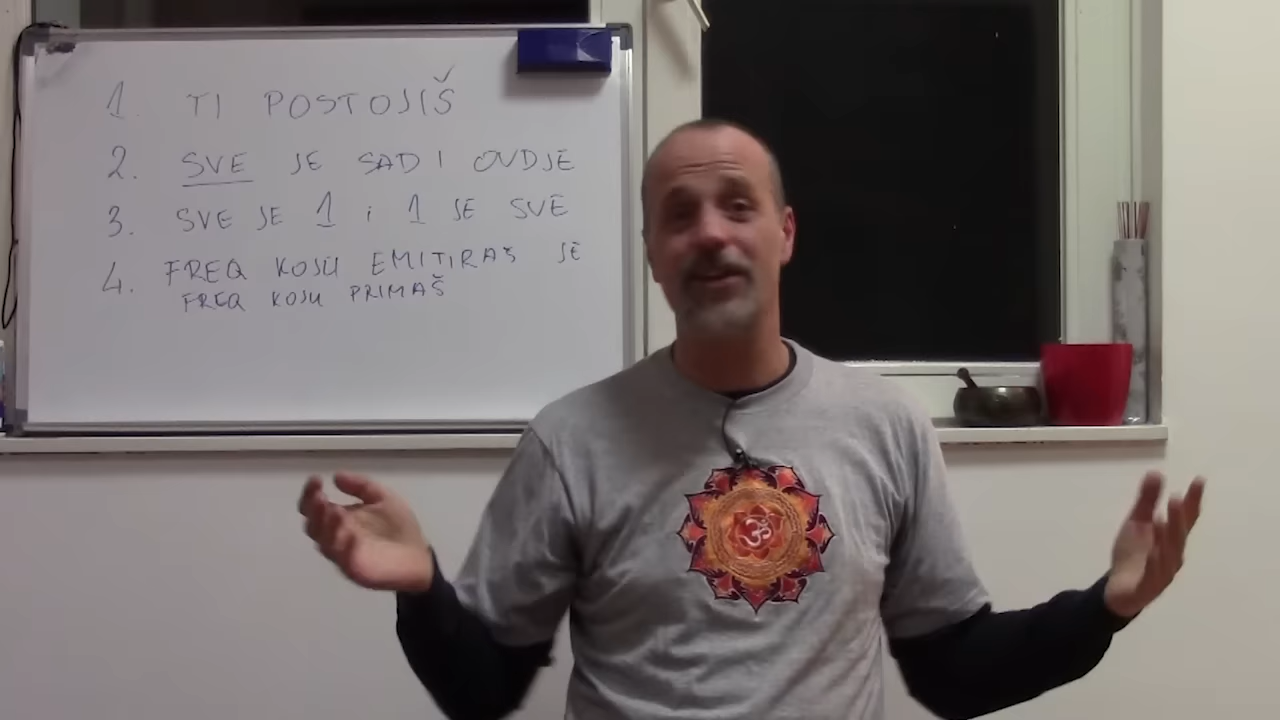 1. TI POSTOJIŠ
2. SVE JE SAD I OVDJE
3. SVE JE 1 i 1 JE SVE
4. FREQ KOJU EMITIRAŠ JE
FREQ KOJU PRIMAŠ
ॐ